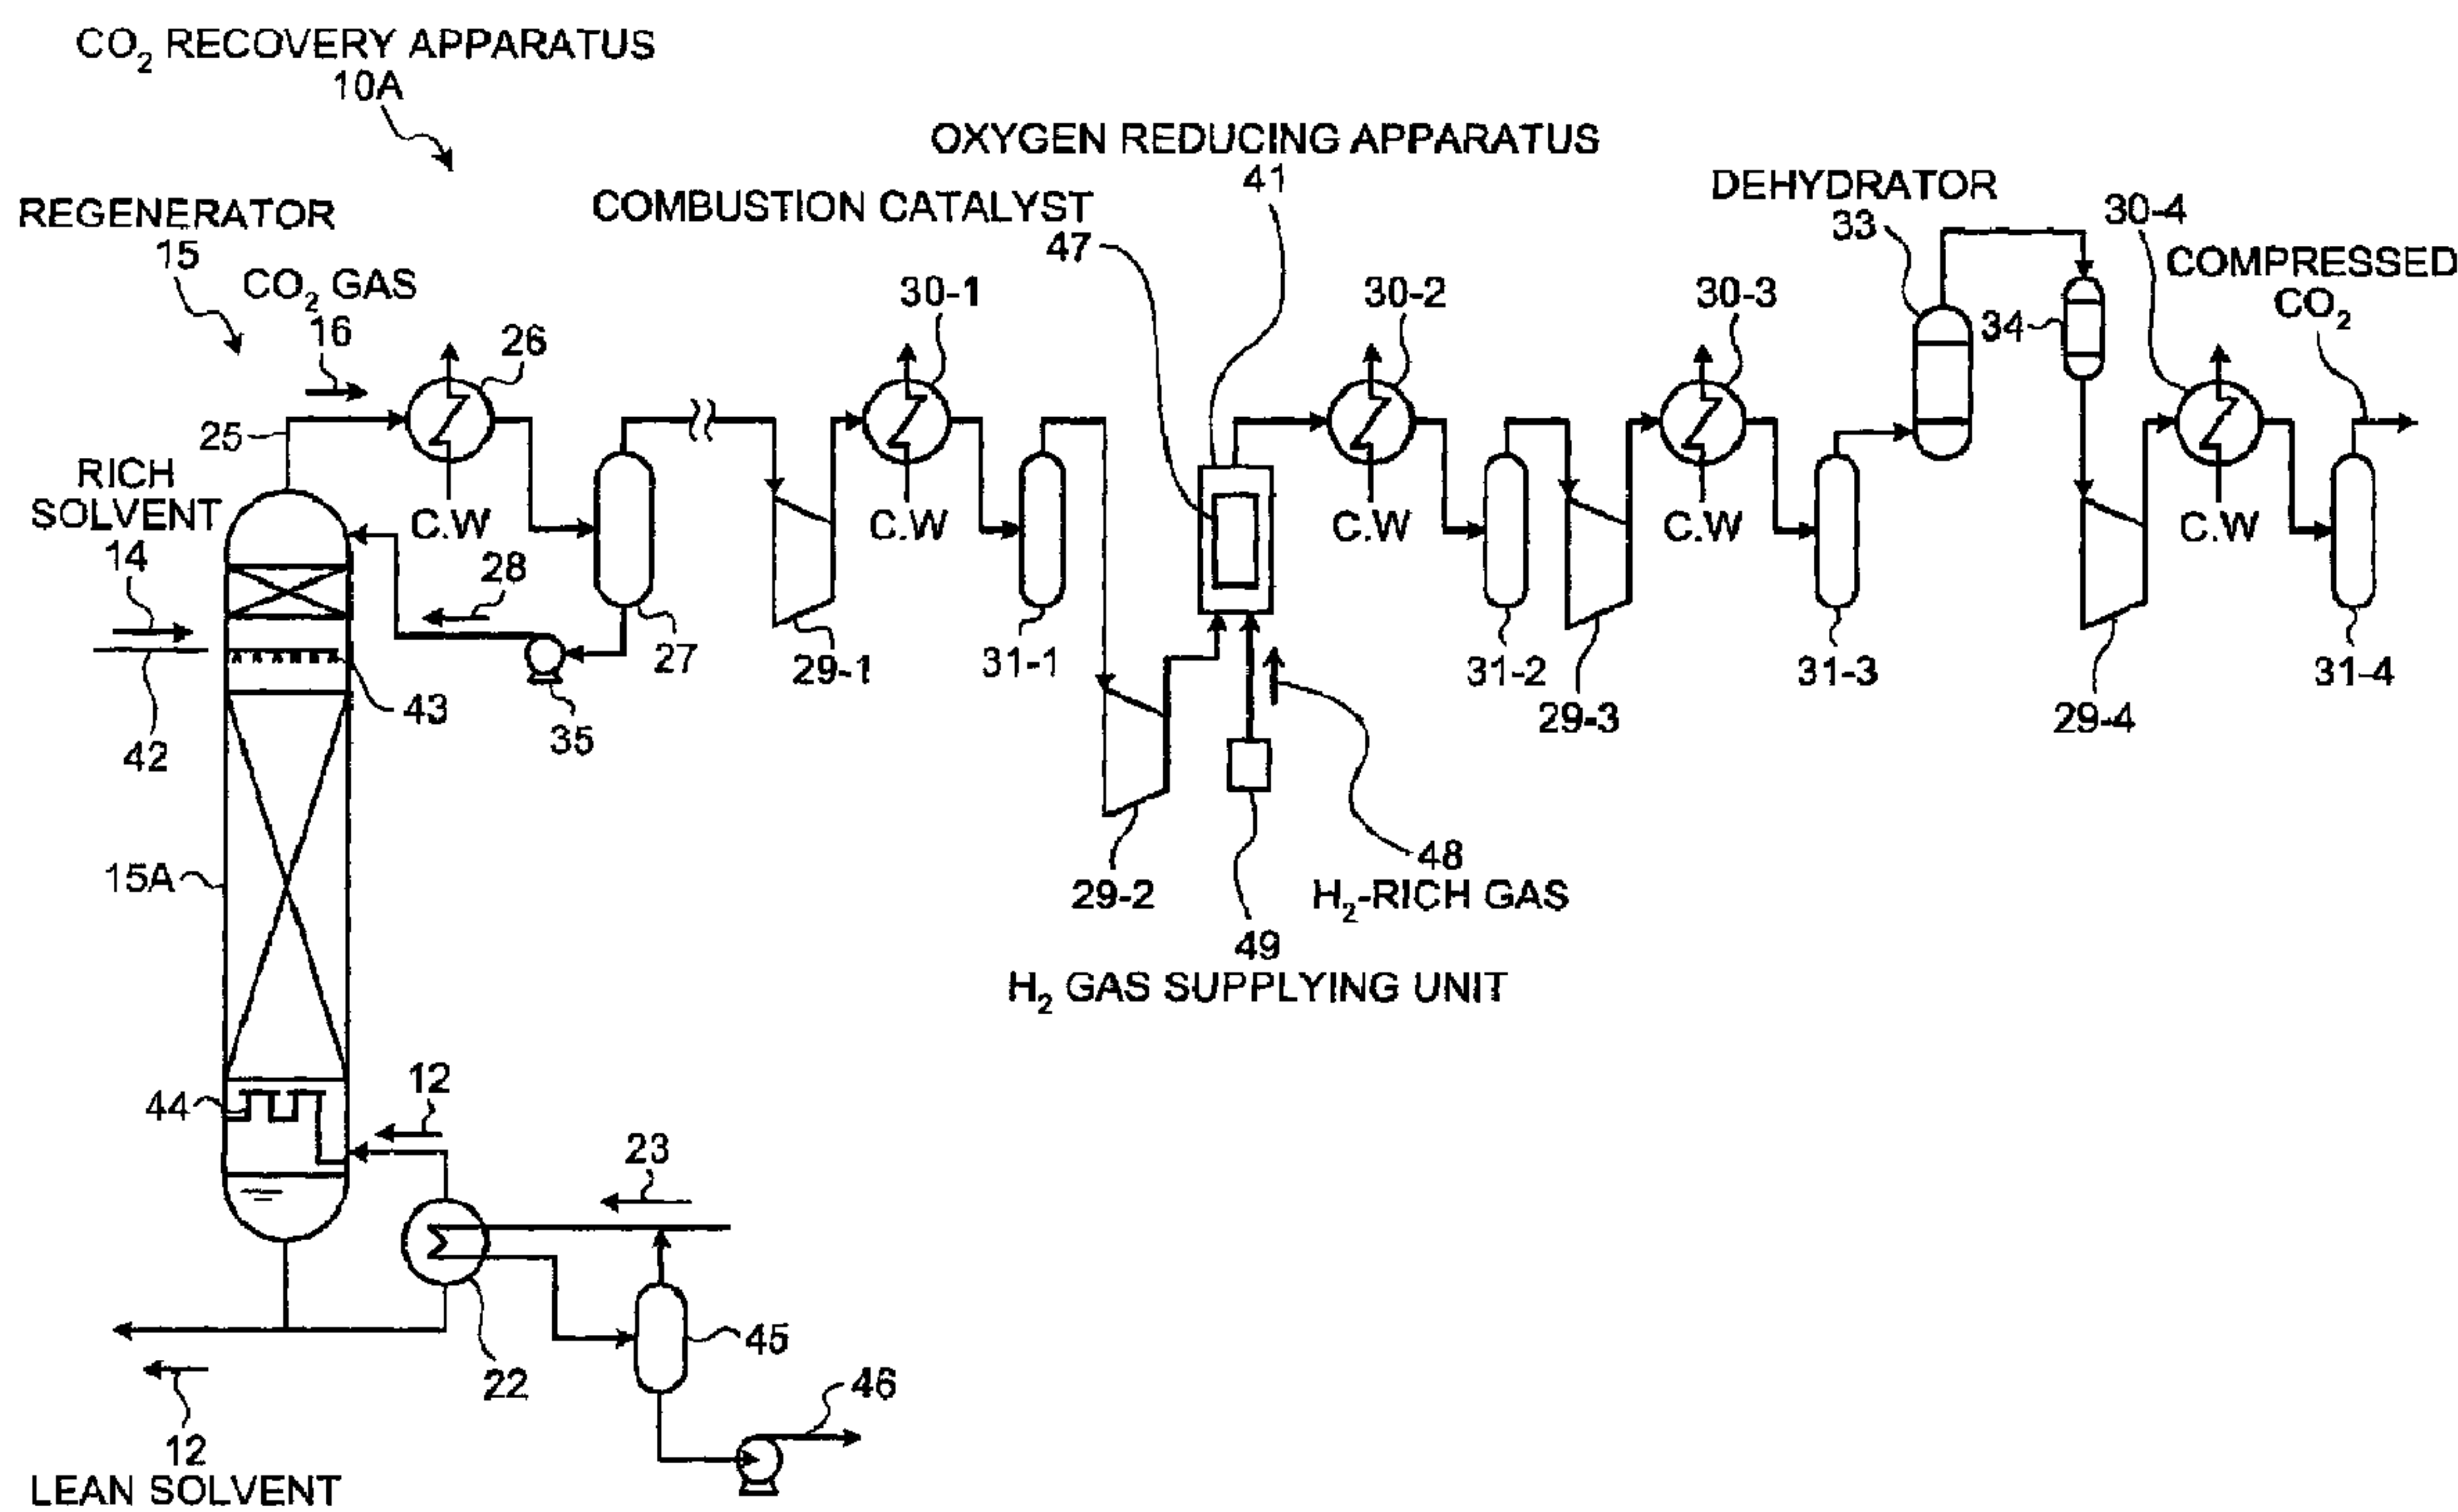 CO₂ RECOVERY APPARATUS
10A
OXYGEN REDUCING APPARATUS
41
COMBUSTION CATALYST
47
REGENERATOR
15
CO₂ GAS
16
DEHYDRATOR
33
30-4
COMPRESSED
CO₂
26
30-1
30-2
30-3
34
25
RICH
SOLVENT
14
C.W
C.W
C.W
C.W
C.W
28
27
29-1
31-1
31-2
29-3
31-3
29-4
31-4
42
43
35
29-2
48
H₂-RICH GAS
49
H₂ GAS SUPPLYING UNIT
15A
44
12
23
22
45
46
12
LEAN SOLVENT